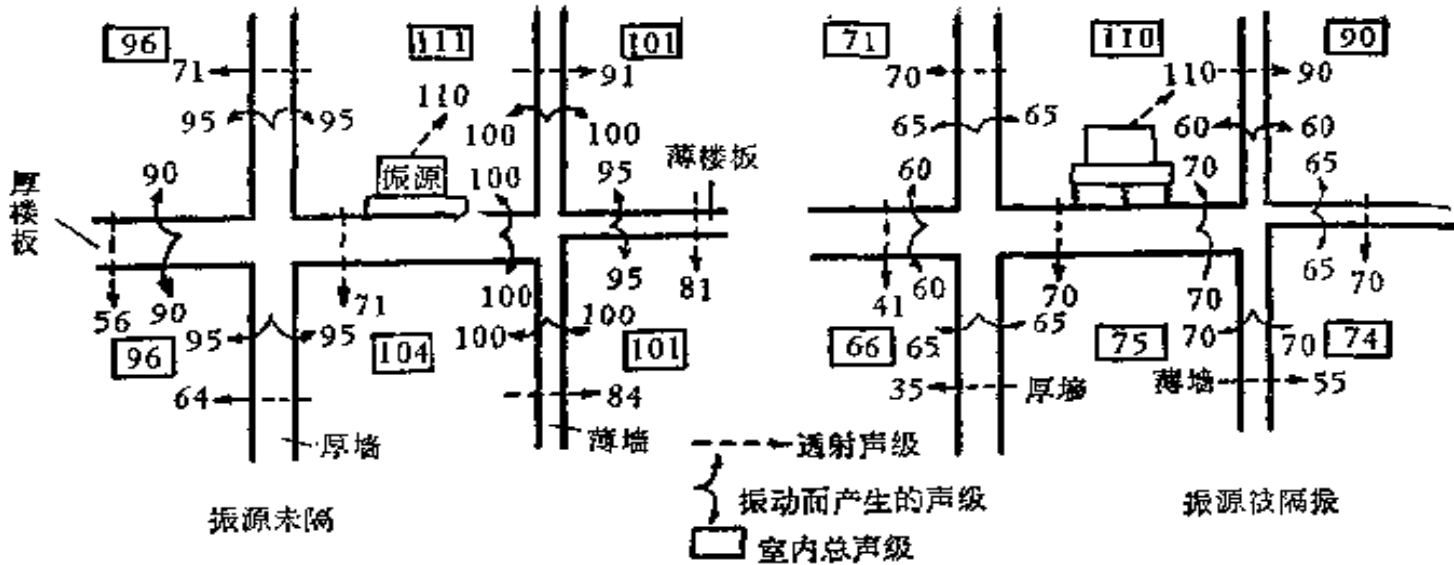 96 111 101 71 110 90
71 91 70 110 90
110
95 95 100 100 65 65 60 60
厚楼板 90 振源 100 95 薄楼板 60 70 65
56 90 71 100 95 81 41 60 70 70 65 70
96 95 95 104 100 100 101 66 65 65 75 70 70 74
64 84 35 厚墙 薄墙 55
厚墙 薄墙
透射声级
振动而产生的声级
室内总声级
振源未隔 振源被隔振